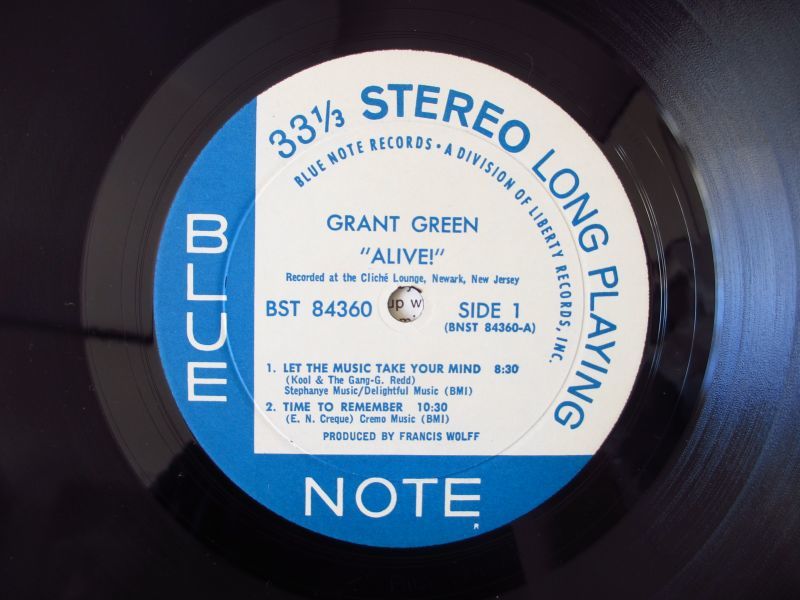 33⅓ STEREO LONG PLAYING
BLUE NOTE RECORDS • A DIVISION OF LIBERTY RECORDS, INC.
GRANT GREEN
"ALIVE!"
Recorded at the Cliché Lounge, Newark, New Jersey
BST 84360
SIDE 1
(BNST 84360-A)
up w
1. LET THE MUSIC TAKE YOUR MIND 8:30
(Kool & The Gang-G. Redd)
Stephanye Music/Delightful Music (BMI)
2. TIME TO REMEMBER 10:30
(E. N. Creque) Cremo Music (BMI)
PRODUCED BY FRANCIS WOLFF
BLUE
NOTE
R